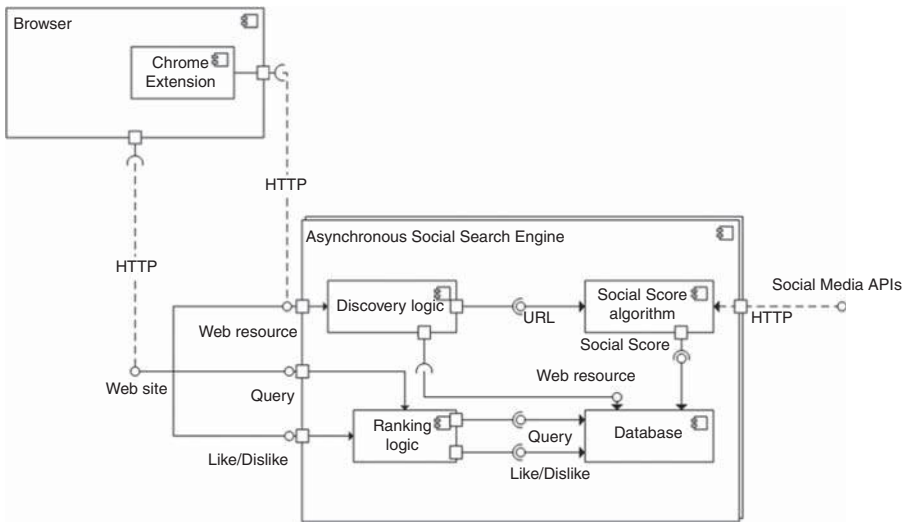 Browser
Chrome
Extension
HTTP
HTTP
Asynchronous Social Search Engine
Discovery logic
URL
Social Score
algorithm
Social Media APIs
HTTP
Web resource
Social Score
Web resource
Web site
Query
Ranking
logic
Query
Database
Like/Dislike
Like/Dislike